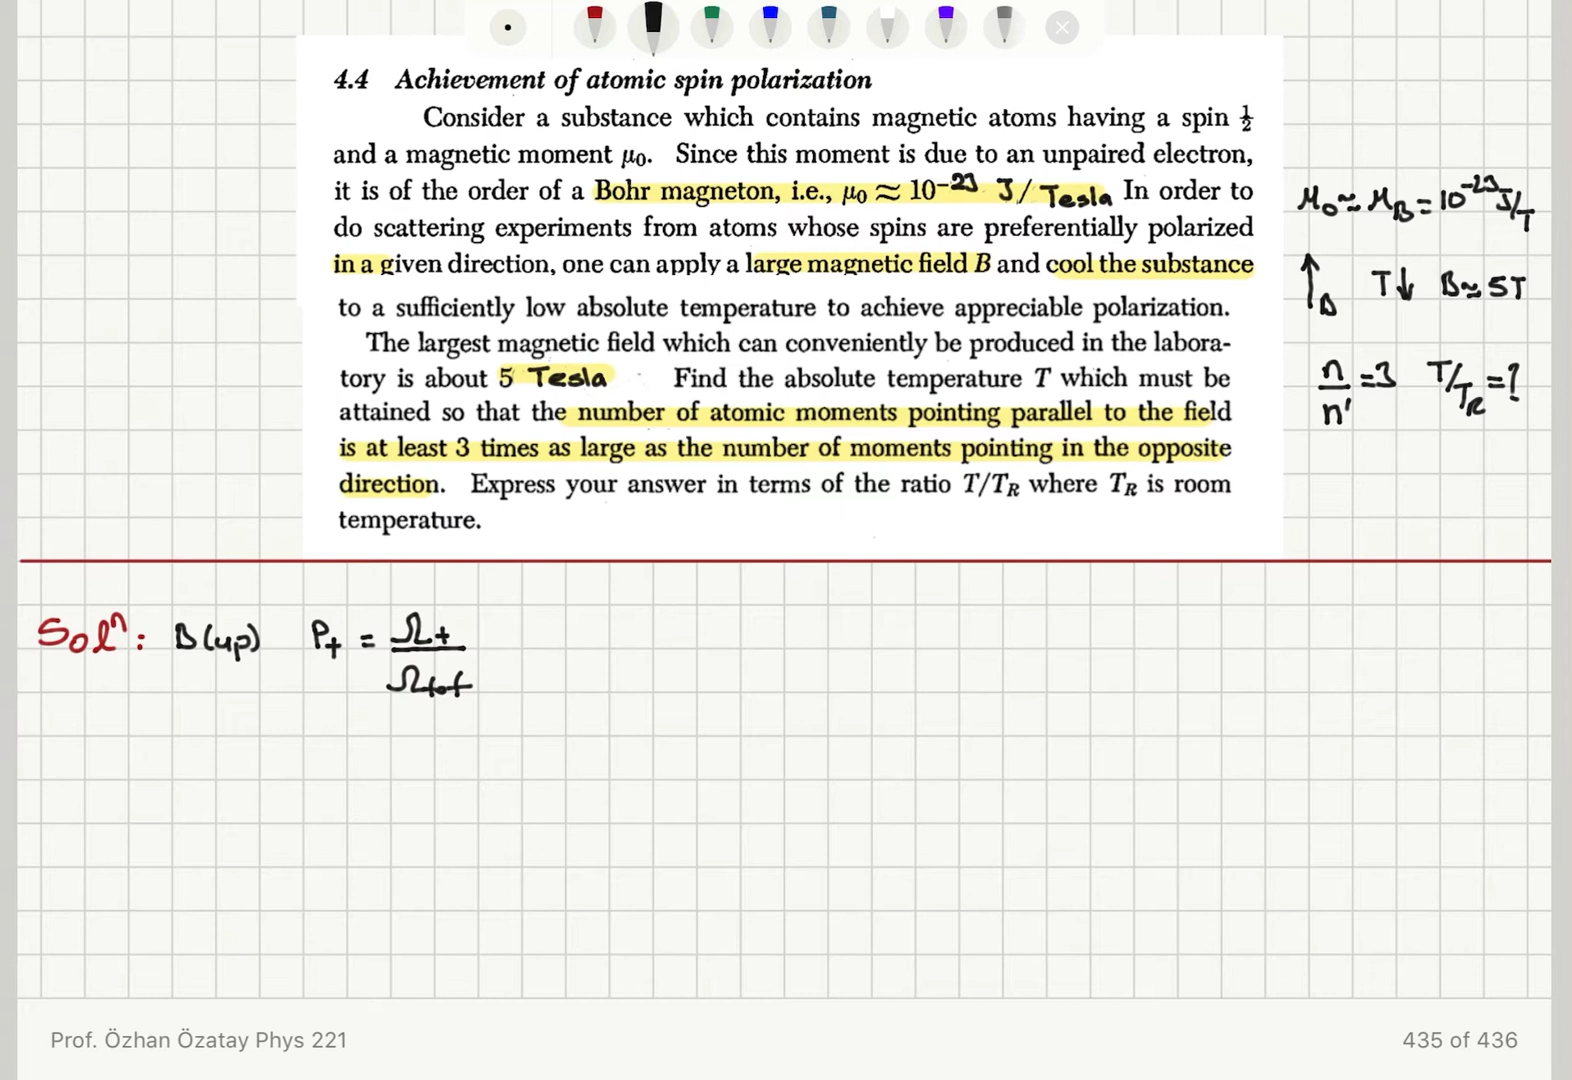 4.4 Achievement of atomic spin polarization
Consider a substance which contains magnetic atoms having a spin ½
and a magnetic moment μ₀. Since this moment is due to an unpaired electron,
it is of the order of a Bohr magneton, i.e., μ₀ ≈ 10⁻²³ J/Tesla In order to
do scattering experiments from atoms whose spins are preferentially polarized
in a given direction, one can apply a large magnetic field B and cool the substance
to a sufficiently low absolute temperature to achieve appreciable polarization.
The largest magnetic field which can conveniently be produced in the labora-
tory is about 5 Tesla Find the absolute temperature T which must be
attained so that the number of atomic moments pointing parallel to the field
is at least 3 times as large as the number of moments pointing in the opposite
direction. Express your answer in terms of the ratio T/T_R where T_R is room
temperature.
μ₀ ≈ μ_B = 10⁻²³ J/T
↑B T↓ B≈5T
n/n' = 3 T/T_R = ?
Solⁿ: B(up) P₊ = Ω₊/Ωtot
Prof. Özhan Özatay Phys 221
435 of 436